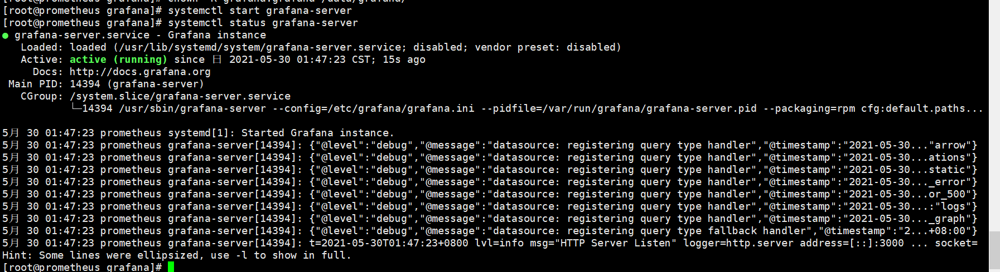 [root@prometheus grafana]# chown -R grafana.grafana /data/grafana/
[root@prometheus grafana]# systemctl start grafana-server
[root@prometheus grafana]# systemctl status grafana-server
● grafana-server.service - Grafana instance
Loaded: loaded (/usr/lib/systemd/system/grafana-server.service; disabled; vendor preset: disabled)
Active: active (running) since 日 2021-05-30 01:47:23 CST; 15s ago
Docs: http://docs.grafana.org
Main PID: 14394 (grafana-server)
CGroup: /system.slice/grafana-server.service
└─14394 /usr/sbin/grafana-server --config=/etc/grafana/grafana.ini --pidfile=/var/run/grafana/grafana-server.pid --packaging=rpm cfg:default.paths...
5月 30 01:47:23 prometheus systemd[1]: Started Grafana instance.
5月 30 01:47:23 prometheus grafana-server[14394]: {"@level":"debug","@message":"datasource: registering query type handler","@timestamp":"2021-05-30..."arrow"}
5月 30 01:47:23 prometheus grafana-server[14394]: {"@level":"debug","@message":"datasource: registering query type handler","@timestamp":"2021-05-30...ations"}
5月 30 01:47:23 prometheus grafana-server[14394]: {"@level":"debug","@message":"datasource: registering query type handler","@timestamp":"2021-05-30...static"}
5月 30 01:47:23 prometheus grafana-server[14394]: {"@level":"debug","@message":"datasource: registering query type handler","@timestamp":"2021-05-30..._error"}
5月 30 01:47:23 prometheus grafana-server[14394]: {"@level":"debug","@message":"datasource: registering query type handler","@timestamp":"2021-05-30...or_500"}
5月 30 01:47:23 prometheus grafana-server[14394]: {"@level":"debug","@message":"datasource: registering query type handler","@timestamp":"2021-05-30...:"logs"}
5月 30 01:47:23 prometheus grafana-server[14394]: {"@level":"debug","@message":"datasource: registering query type handler","@timestamp":"2021-05-30..._graph"}
5月 30 01:47:23 prometheus grafana-server[14394]: {"@level":"debug","@message":"datasource: registering query type fallback handler","@timestamp":"2...+08:00"}
5月 30 01:47:23 prometheus grafana-server[14394]: t=2021-05-30T01:47:23+0800 lvl=info msg="HTTP Server Listen" logger=http.server address=[::]:3000 ... socket=
Hint: Some lines were ellipsized, use -l to show in full.
[root@prometheus grafana]#